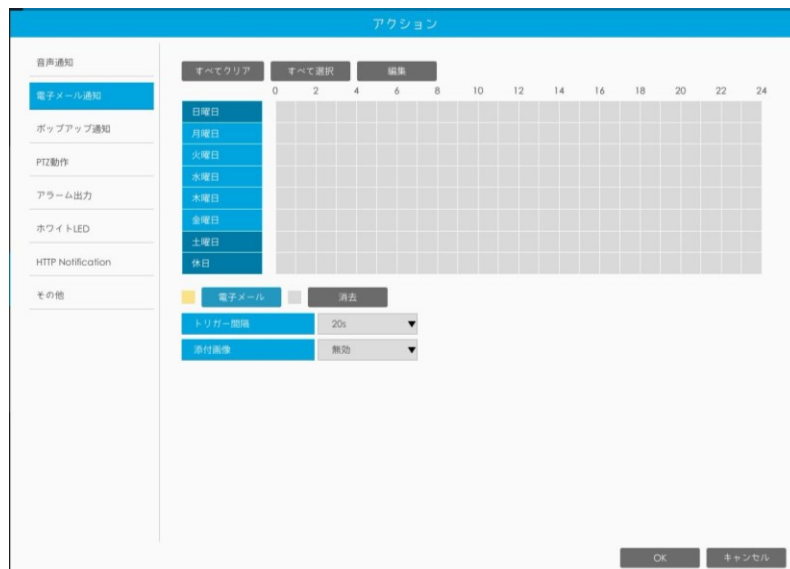 アクション
音声通知
電子メール通知
ポップアップ通知
PTZ動作
アラーム出力
ホワイトLED
HTTP Notification
その他
すべてクリア すべて選択 編集
0 2 4 6 8 10 12 14 16 18 20 22 24
日曜日
月曜日
火曜日
水曜日
木曜日
金曜日
土曜日
休日
電子メール 消去
トリガー間隔 20s
添付画像 無効
OK キャンセル